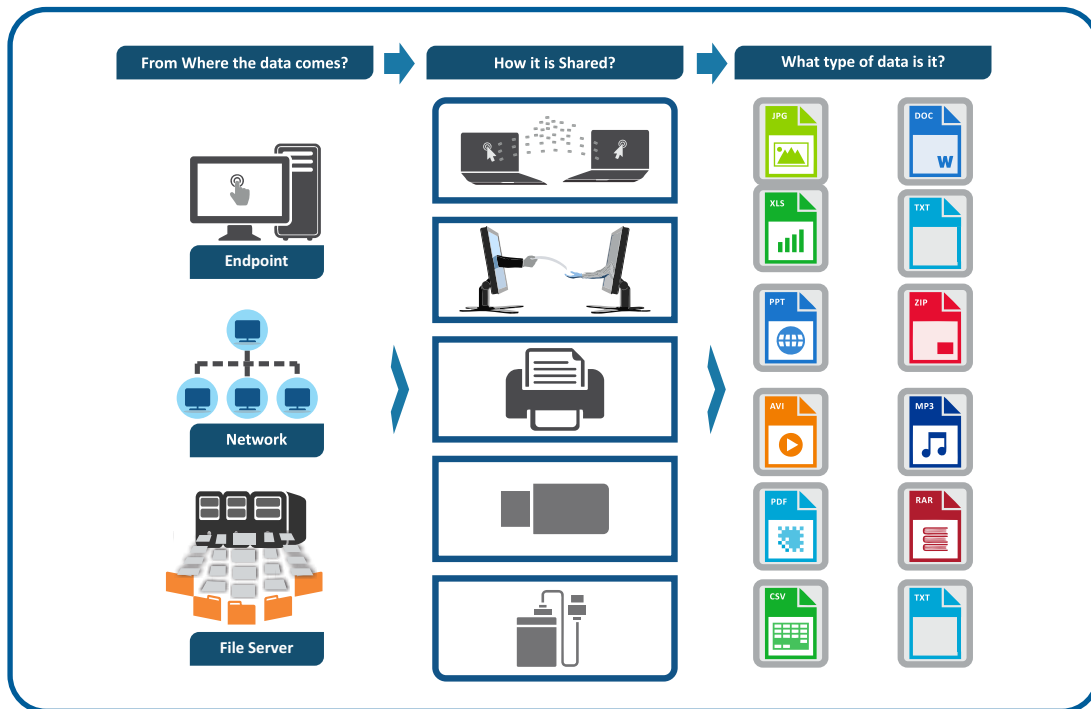 From Where the data comes?
How it is Shared?
What type of data is it?
JPG
DOC
W
XLS
TXT
Endpoint
PPT
ZIP
AVI
MP3
Network
PDF
RAR
CSV
TXT
File Server